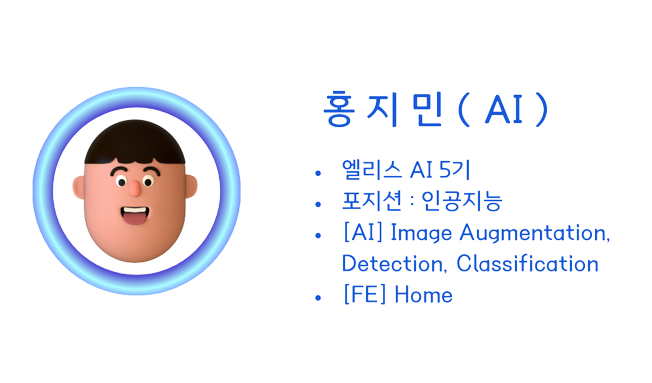 홍 지 민 ( AI )
• 엘리스 AI 5기
• 포지션 : 인공지능
• [AI] Image Augmentation,
Detection, Classification
• [FE] Home